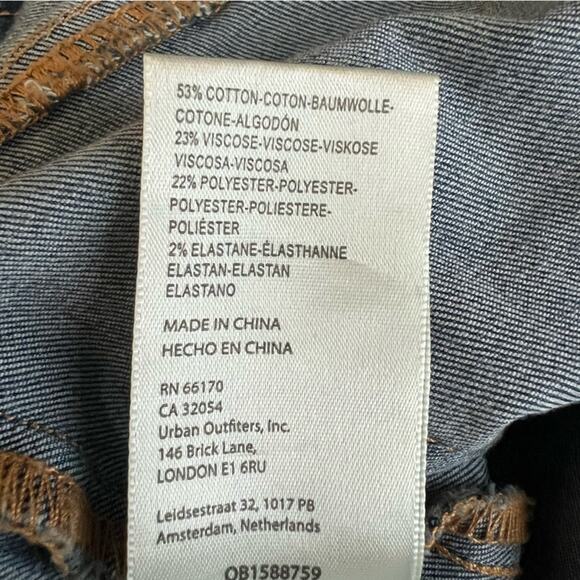 53% COTTON-COTON-BAUMWOLLE-
COTONE-ALGODÓN
23% VISCOSE-VISCOSE-VISKOSE
VISCOSA-VISCOSA
22% POLYESTER-POLYESTER-
POLYESTER-POLIESTERE-
POLIÉSTER
2% ELASTANE-ÉLASTHANNE
ELASTAN-ELASTAN
ELASTANO
MADE IN CHINA
HECHO EN CHINA
RN 66170
CA 32054
Urban Outfiters, Inc.
146 Brick Lane,
LONDON E1 6RU
Leidsestraat 32, 1017 PB
Amsterdam, Netherlands
QB1588759